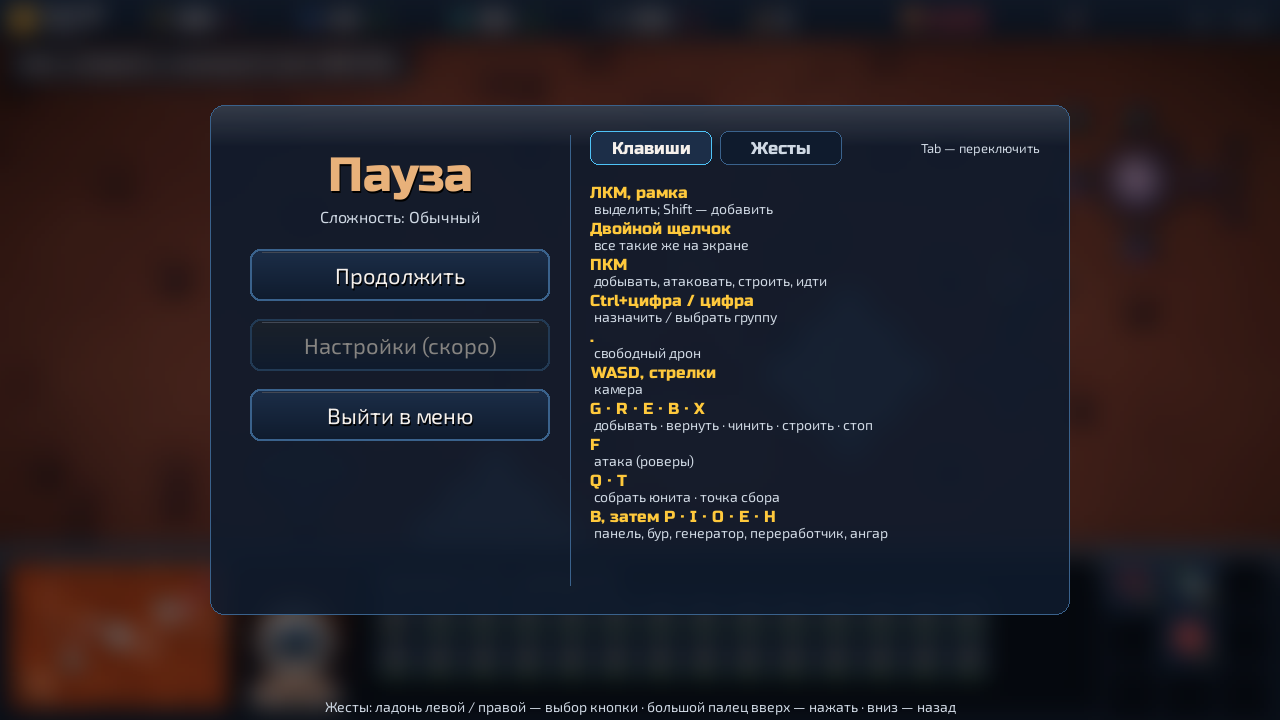 Пауза
Сложность: Обычный
Продолжить
Настройки (скоро)
Выйти в меню
Клавиши
Жесты
Tab — переключить
ЛКМ, рамка
выделить; Shift — добавить
Двойной щелчок
все такие же на экране
ПКМ
добывать, атаковать, строить, идти
Ctrl+цифра / цифра
назначить / выбрать группу
.
свободный дрон
WASD, стрелки
камера
G · R · E · B · X
добывать · вернуть · чинить · строить · стоп
F
атака (роверы)
Q · T
собрать юнита · точка сбора
B, затем P · I · O · E · H
панель, бур, генератор, переработчик, ангар
Жесты: ладонь левой / правой — выбор кнопки · большой палец вверх — нажать · вниз — назад